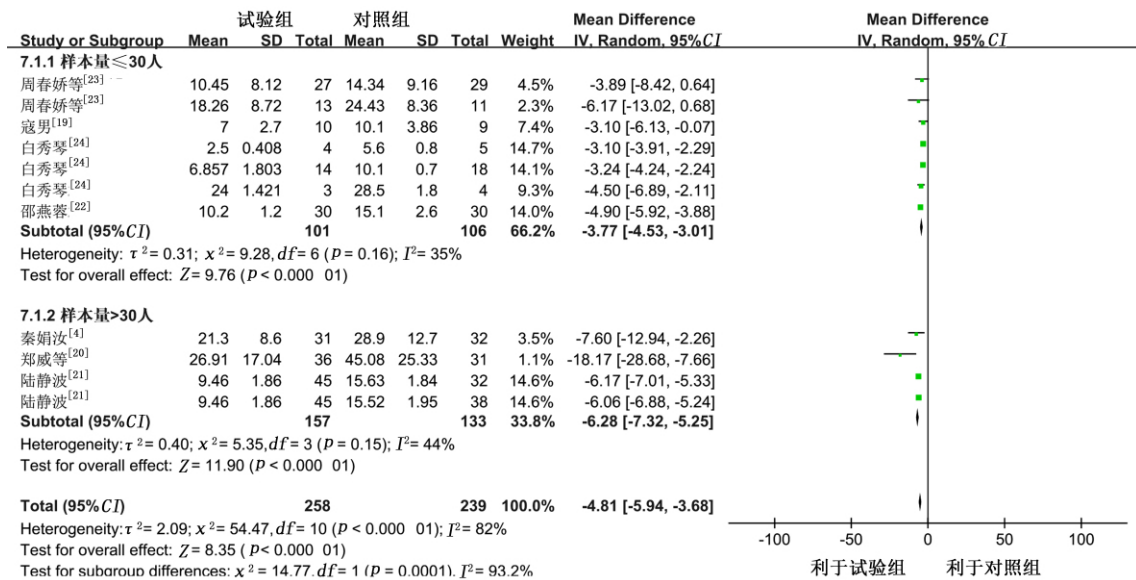 试验组 对照组 Mean Difference Mean Difference
Study or Subgroup Mean SD Total Mean SD Total Weight IV, Random, 95%CI IV, Random, 95%CI
7.1.1 样本量≤30人
周春娇等[23] 10.45 8.12 27 14.34 9.16 29 4.5% -3.89 [-8.42, 0.64]
周春娇等[23] 18.26 8.72 13 24.43 8.36 11 2.3% -6.17 [-13.02, 0.68]
寇男[19] 7 2.7 10 10.1 3.86 9 7.4% -3.10 [-6.13, -0.07]
白秀琴[24] 2.5 0.408 4 5.6 0.8 5 14.7% -3.10 [-3.91, -2.29]
白秀琴[24] 6.857 1.803 14 10.1 0.7 18 14.1% -3.24 [-4.24, -2.24]
白秀琴[24] 24 1.421 3 28.5 1.8 4 9.3% -4.50 [-6.89, -2.11]
邵燕蓉[22] 10.2 1.2 30 15.1 2.6 30 14.0% -4.90 [-5.92, -3.88]
Subtotal (95%CI) 101 106 66.2% -3.77 [-4.53, -3.01]
Heterogeneity: τ²= 0.31; x²= 9.28, df= 6 (P= 0.16); I²= 35%
Test for overall effect: Z= 9.76 (P< 0.000 01)
7.1.2 样本量>30人
秦娟汝[4] 21.3 8.6 31 28.9 12.7 32 3.5% -7.60 [-12.94, -2.26]
郑威等[20] 26.91 17.04 36 45.08 25.33 31 1.1% -18.17 [-28.68, -7.66]
陆静波[21] 9.46 1.86 45 15.63 1.84 32 14.6% -6.17 [-7.01, -5.33]
陆静波[21] 9.46 1.86 45 15.52 1.95 38 14.6% -6.06 [-6.88, -5.24]
Subtotal (95%CI) 157 133 33.8% -6.28 [-7.32, -5.25]
Heterogeneity: τ²= 0.40; x²= 5.35, df= 3 (P= 0.15); I²= 44%
Test for overall effect: Z= 11.90 (P< 0.000 01)
Total (95%CI) 258 239 100.0% -4.81 [-5.94, -3.68]
Heterogeneity: τ²= 2.09; x²= 54.47, df= 10 (P< 0.000 01); I²= 82%
Test for overall effect: Z= 8.35 (P< 0.000 01)
Test for subgroup differences: x²= 14.77, df= 1 (P= 0.0001), I²= 93.2%
-100 -50 0 50 100
利于试验组 利于对照组